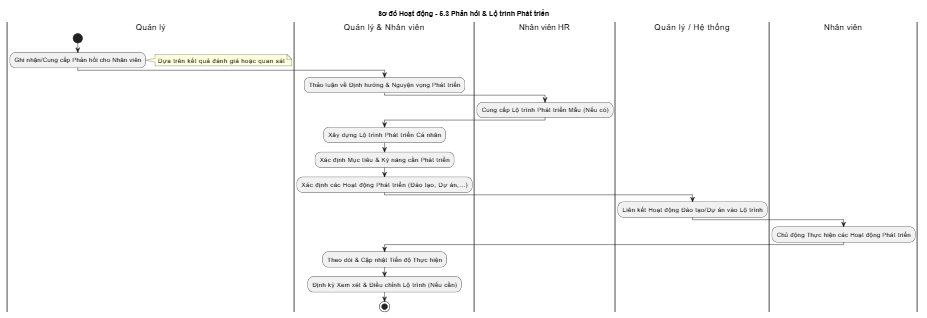 Sơ đồ Hoạt động - 5.3 Phản hồi & Lộ trình Phát triển
Quản lý
Quản lý & Nhân viên
Nhân viên HR
Quản lý / Hệ thống
Nhân viên
Ghi nhận/Cung cấp Phản hồi cho Nhân viên
Dựa trên kết quả đánh giá hoặc quan sát
Thảo luận về Định hướng & Nguyện vọng Phát triển
Cung cấp Lộ trình Phát triển Mẫu (Nếu có)
Xây dựng Lộ trình Phát triển Cá nhân
Xác định Mục tiêu & Kỹ năng cần Phát triển
Xác định các Hoạt động Phát triển (Đào tạo, Dự án,...)
Liên kết Hoạt động Đào tạo/Dự án vào Lộ trình
Chủ động Thực hiện các Hoạt động Phát triển
Theo dõi & Cập nhật Tiến độ Thực hiện
Định kỳ Xem xét & Điều chỉnh Lộ trình (Nếu cần)